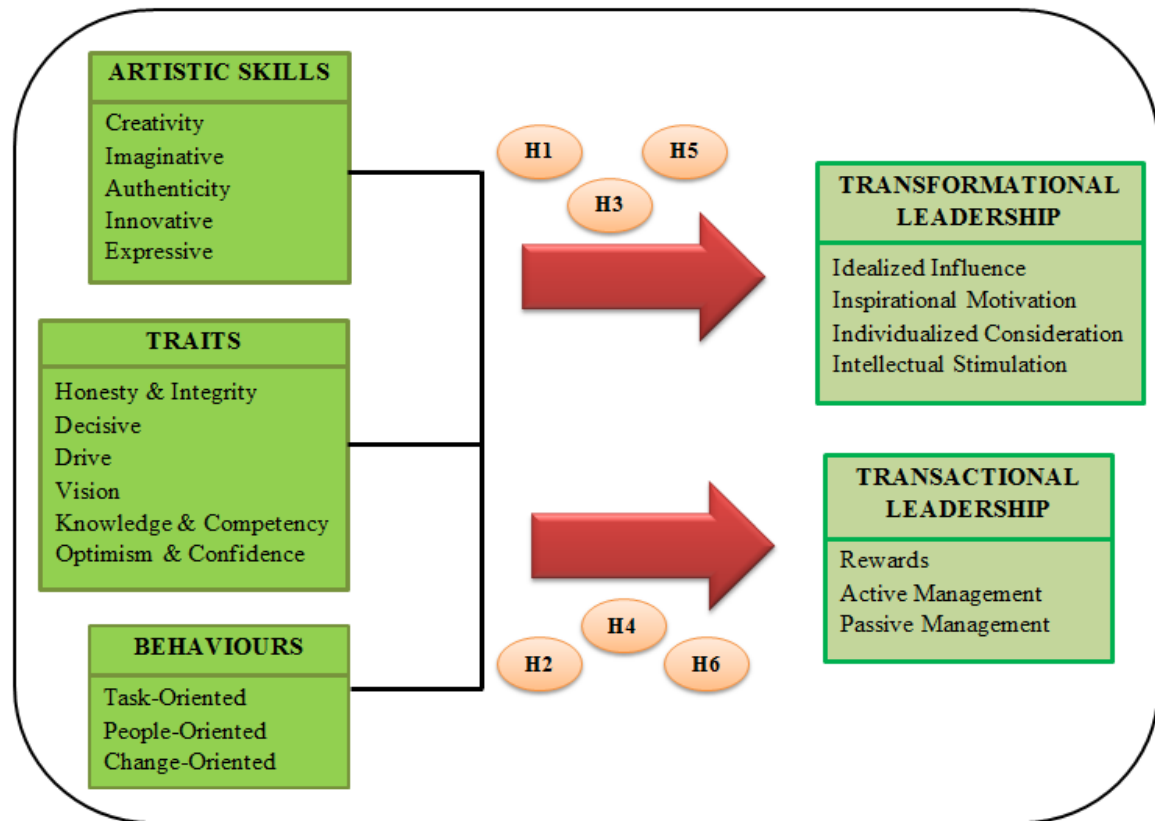 ARTISTIC SKILLS
Creativity
Imaginative
Authenticity
Innovative
Expressive
TRAITS
Honesty & Integrity
Decisive
Drive
Vision
Knowledge & Competency
Optimism & Confidence
BEHAVIOURS
Task-Oriented
People-Oriented
Change-Oriented
H1
H5
H3
H4
H2
H6
TRANSFORMATIONAL
LEADERSHIP
Idealized Influence
Inspirational Motivation
Individualized Consideration
Intellectual Stimulation
TRANSACTIONAL
LEADERSHIP
Rewards
Active Management
Passive Management